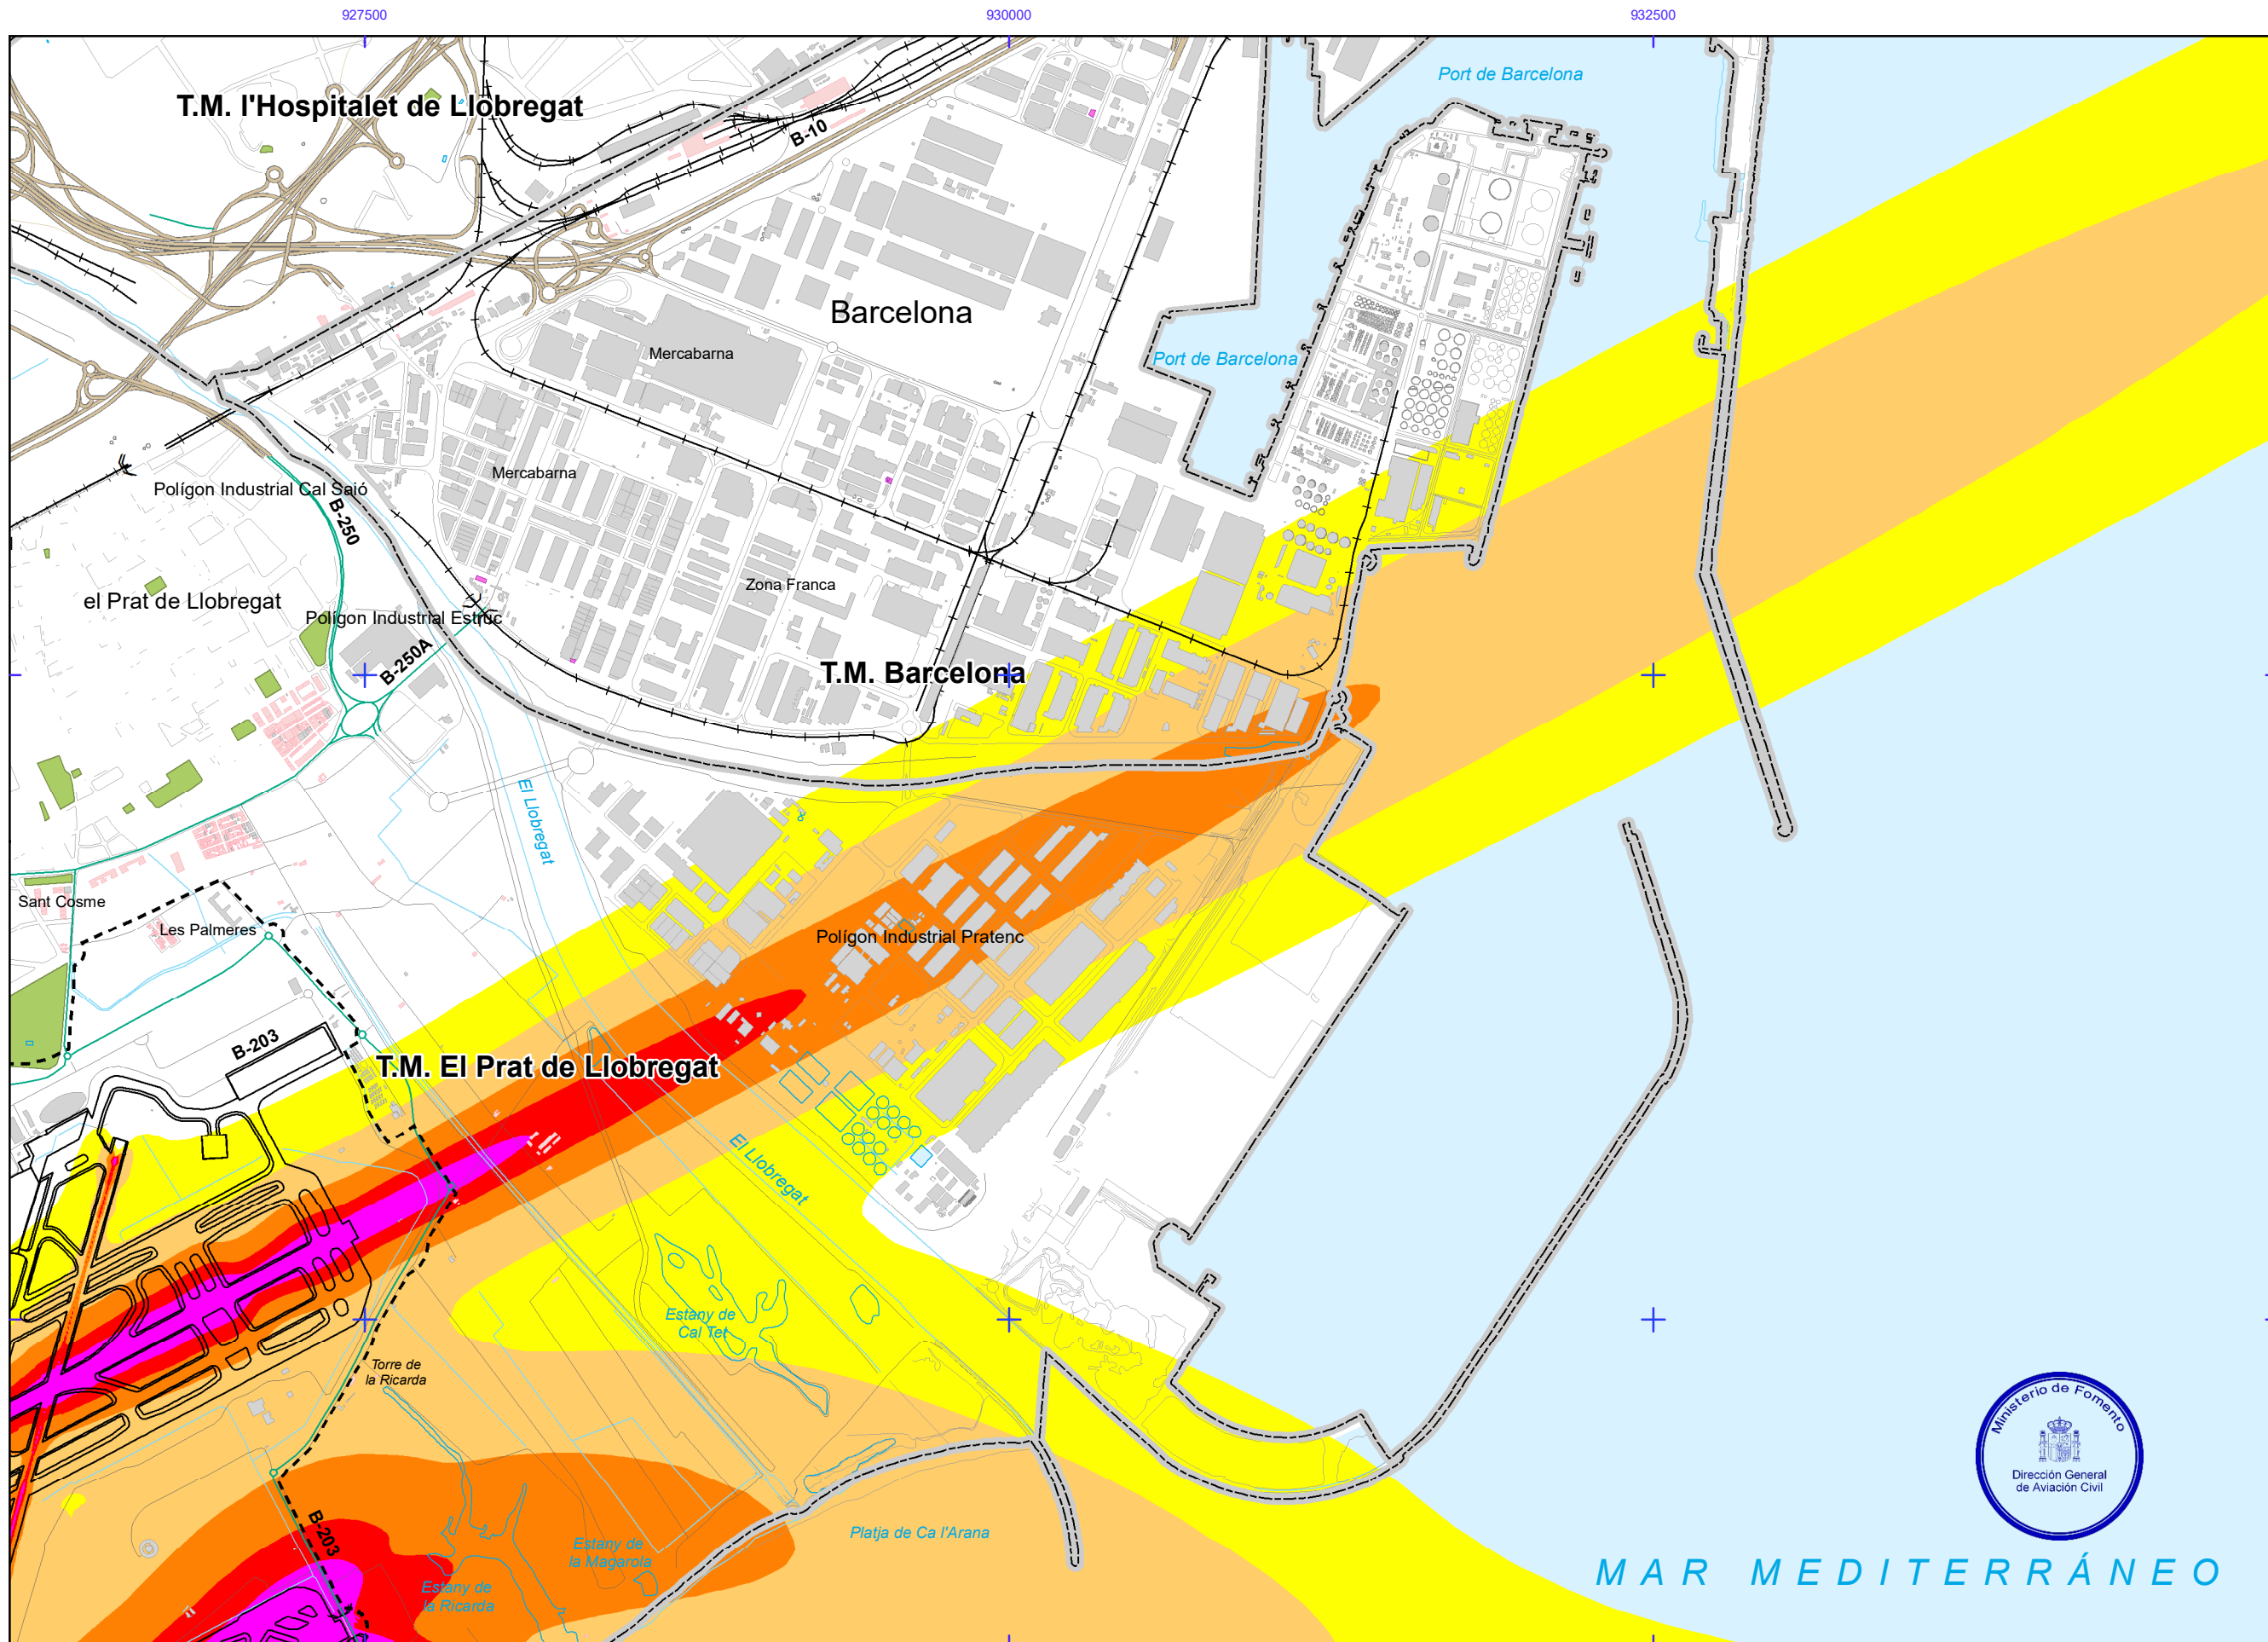 927500
930000
932500
Port de Barcelona
T.M. l'Hospitalet de Llobregat
B-10
Barcelona
Mercabarna
Port de Barcelona
Mercabarna
Polígon Industrial Cal Saió
B-250
Zona Franca
el Prat de Llobregat
Polígon Industrial Estruc
B-250A
T.M. Barcelona
El Llobregat
Sant Cosme
Les Palmeres
Polígon Industrial Pratenc
B-203
T.M. El Prat de Llobregat
El Llobregat
Estany de
Cal Tet
Torre de
la Ricarda
Ministerio de Fomento
Dirección General
de Aviación Civil
B-203
Platja de Ca l'Arana
Estany de
la Magarola
Estany de
la Ricarda
MAR MEDITERRÁNEO